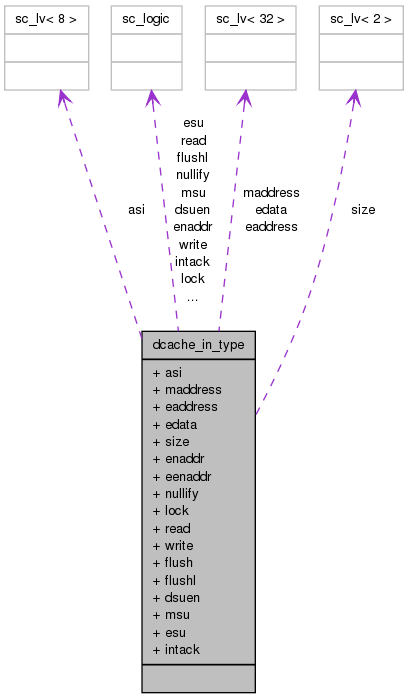 sc_lv< 8 >
sc_logic
sc_lv< 32 >
sc_lv< 2 >
asi
esu
read
flushl
nullify
msu
dsuen
enaddr
write
intack
lock
...
maddress
edata
eaddress
size
dcache_in_type
+ asi
+ maddress
+ eaddress
+ edata
+ size
+ enaddr
+ eenaddr
+ nullify
+ lock
+ read
+ write
+ flush
+ flushl
+ dsuen
+ msu
+ esu
+ intack